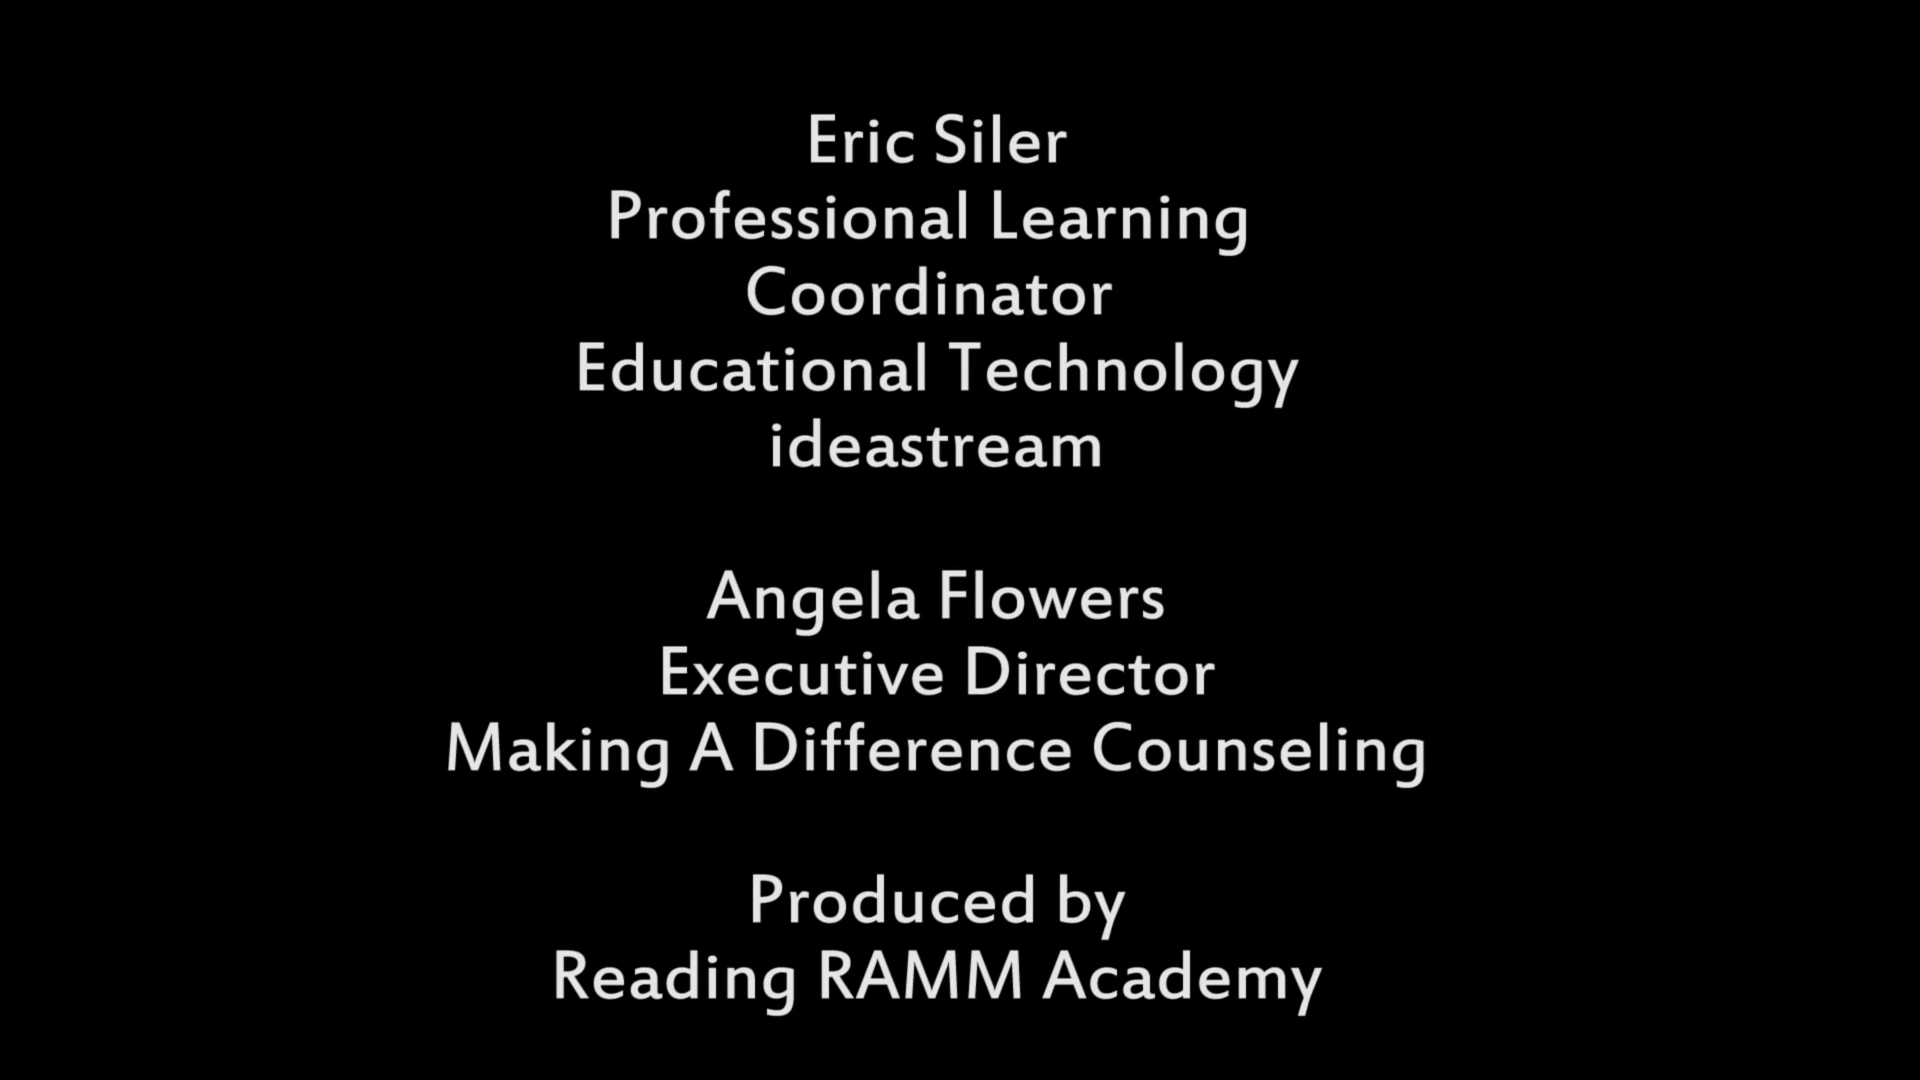 Eric Siler
Professional Learning
Coordinator
Educational Technology
ideastream
Angela Flowers
Executive Director
Making A Difference Counseling
Produced by
Reading RAMM Academy